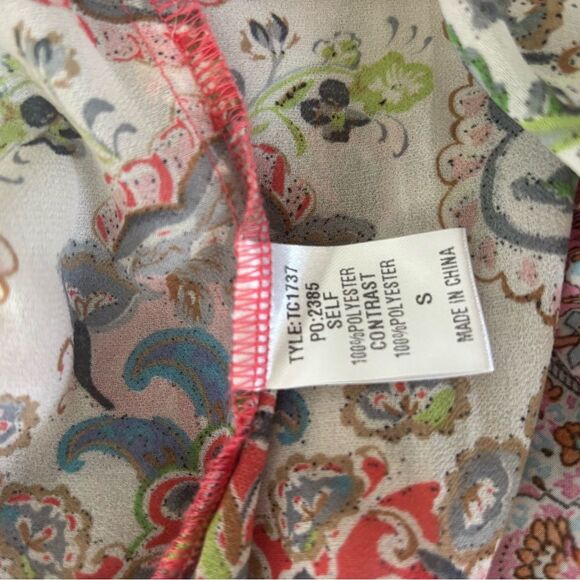 TYLE:TC1737
PO:2385
SELF
100%POLYESTER
CONTRAST
100%POLYESTER
S
MADE IN CHINA